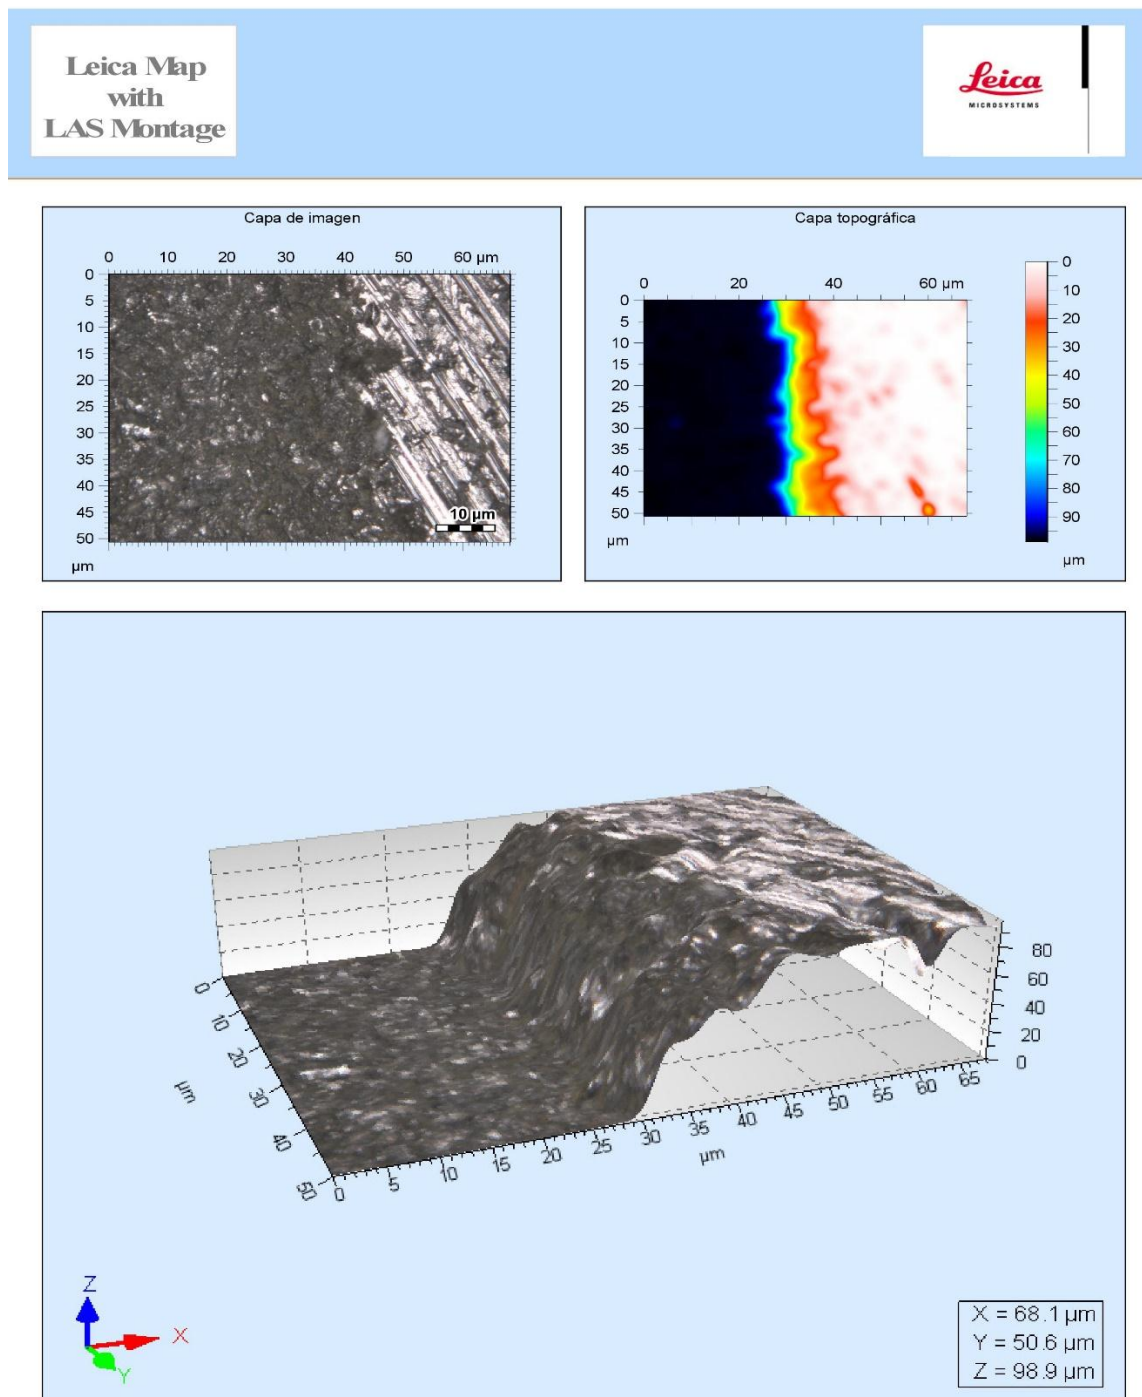 Leica Map
with
LAS Montage
Leica
MICROSYSTEMS
Capa de imagen
0 10 20 30 40 50 60 µm
0
5
10
15
20
25
30
35
40
45
50
µm
10 µm
Capa topográfica
0 20 40 60 µm
0
5
10
15
20
25
30
35
40
45
50
µm
0
10
20
30
40
50
60
70
80
90
µm
0
10
20
30
40
50
µm
0 5 10 15 20 25 30 35 40 45 50 55 60 65
µm
80
60
40
20
0
Z
X
Y
X = 68.1 µm
Y = 50.6 µm
Z = 98.9 µm